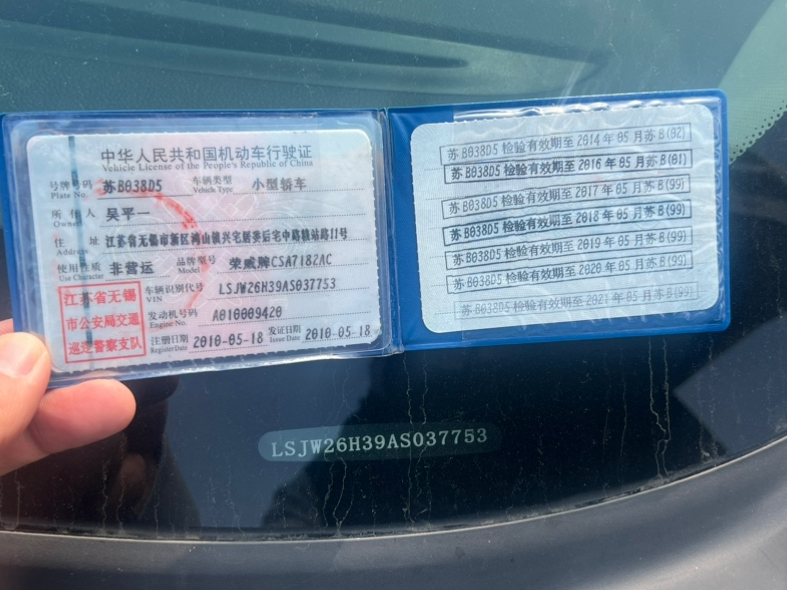 中华人民共和国机动车行驶证
Vehicle License of the People's Republic of China
号牌号码 苏B038D5 车辆类型 小型轿车
Plate No. Vehicle Type
所有人 吴平一
Owner
住址 江苏省无锡市新区鸿山镇兴宅居委后宅中路粮站路11号
Address
使用性质 非营运 品牌型号 荣威牌CSA7182AC
Use Character Model
车辆识别代号 LSJW26H39AS037753
VIN
发动机号码 A010009420
Engine No.
注册日期 2010-05-18 发证日期 2010-05-18
Register Date Issue Date
江苏省无锡
市公安局交通
巡逻警察支队
苏B038D5 检验有效期至 2014年05月苏B(02)
苏B038D5 检验有效期至 2016年05月苏B(01)
苏B038D5 检验有效期至 2017年05月苏B(99)
苏B038D5 检验有效期至 2018年05月苏B(99)
苏B038D5 检验有效期至 2019年05月苏B(99)
苏B038D5 检验有效期至 2020年05月苏B(99)
苏B038D5 检验有效期至 2021年05月苏B(99)
LSJW26H39AS037753